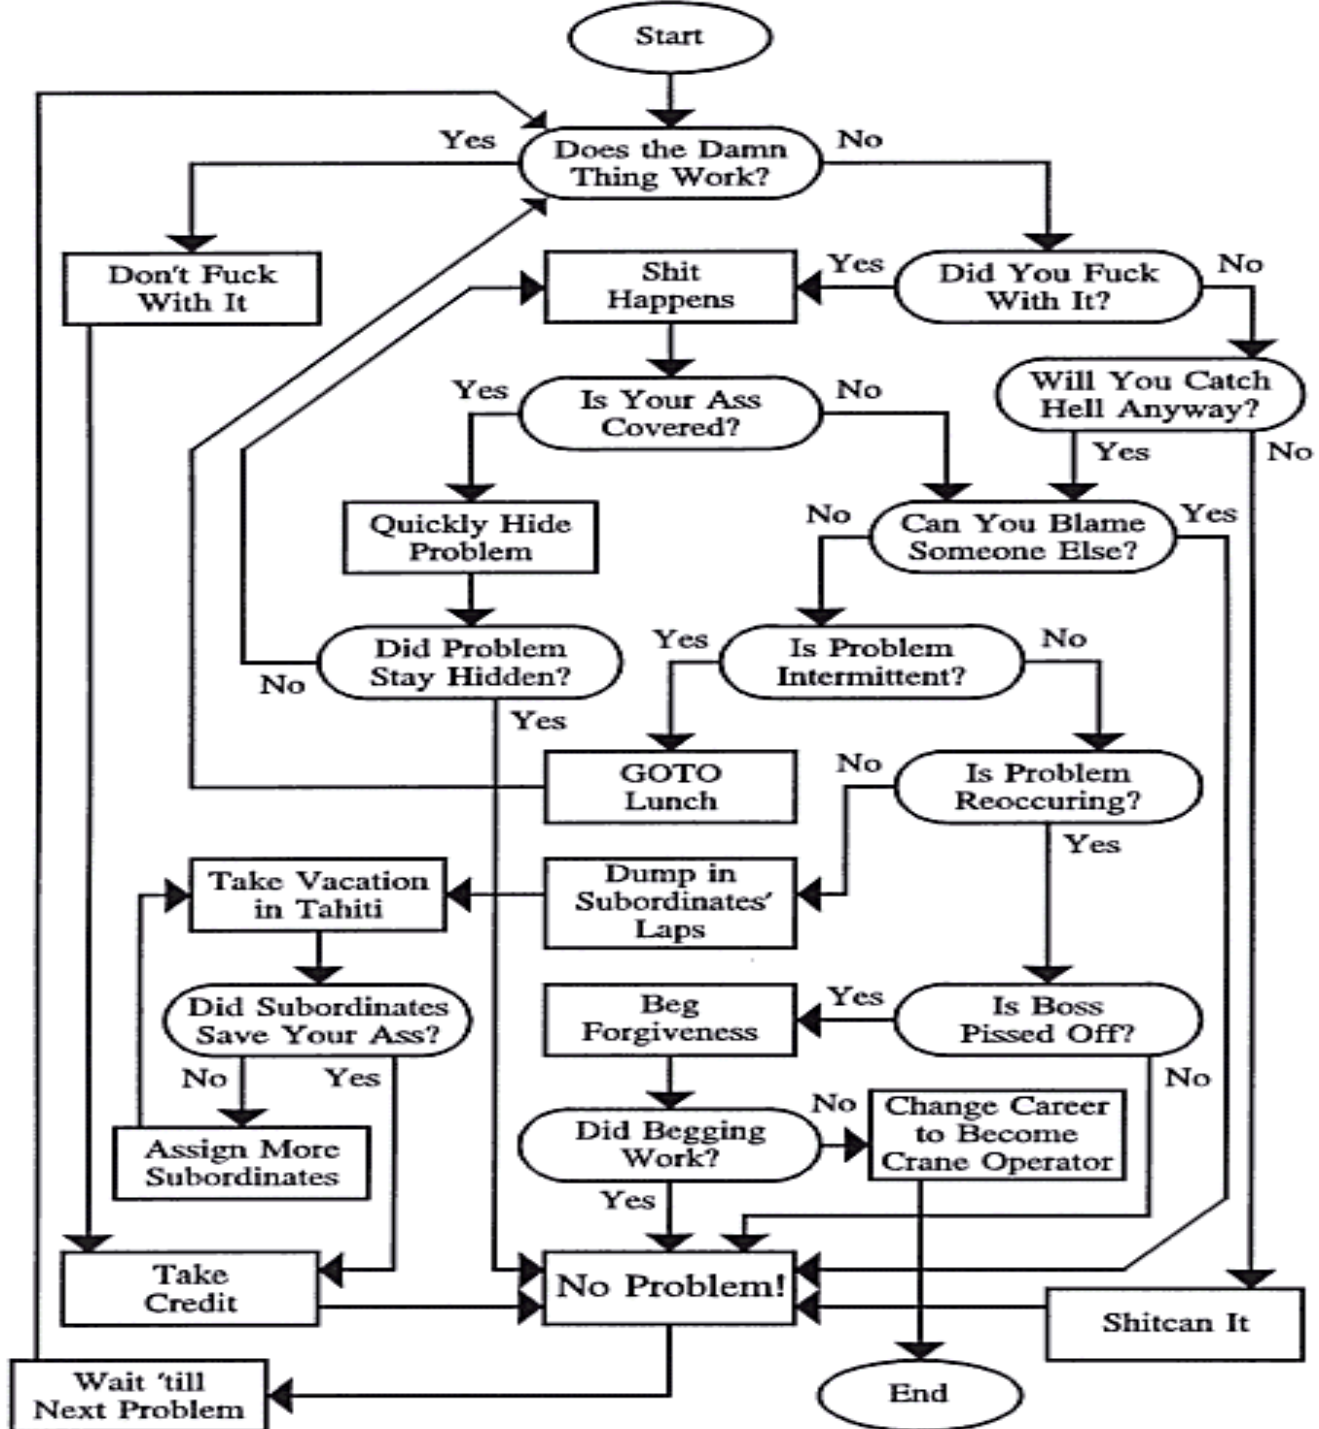 Start
Yes
Does the Damn
Thing Work?
No
Don't Fuck
With It
Shit
Happens
Yes
Did You Fuck
With It?
No
Yes
Is Your Ass
Covered?
No
Will You Catch
Hell Anyway?
Yes
No
Quickly Hide
Problem
No
Can You Blame
Someone Else?
Yes
Did Problem
Stay Hidden?
No
Yes
Yes
Is Problem
Intermittent?
No
GOTO
Lunch
No
Is Problem
Reoccuring?
Yes
Take Vacation
in Tahiti
Dump in
Subordinates'
Laps
Did Subordinates
Save Your Ass?
No
Yes
Beg
Forgiveness
Yes
Is Boss
Pissed Off?
No
Assign More
Subordinates
Did Begging
Work?
No
Yes
Change Career
to Become
Crane Operator
Take
Credit
No Problem!
Shitcan It
Wait 'till
Next Problem
End